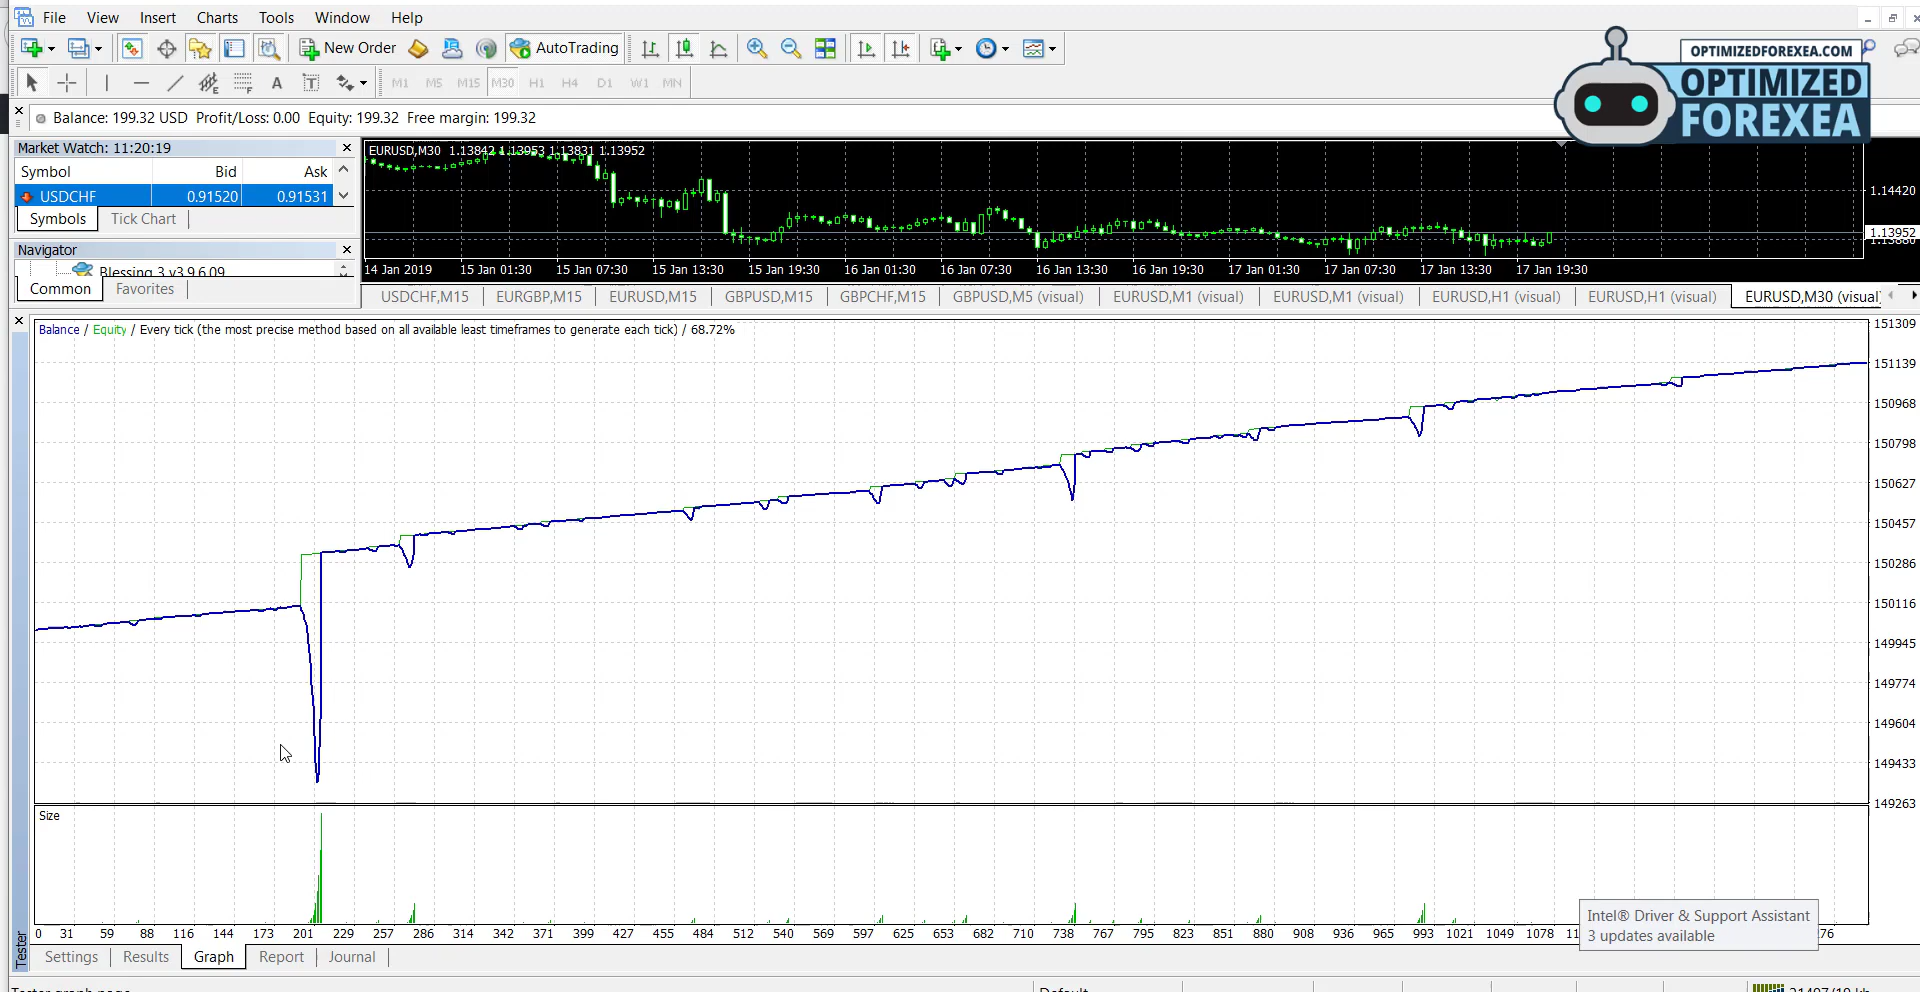 File View Insert Charts Tools Window Help
New Order AutoTrading
OPTIMIZEDFOREXEA.COM
OPTIMIZED
FOREXEA
A T M1 M5 M15 M30 H1 H4 D1 W1 MN
Balance: 199.32 USD Profit/Loss: 0.00 Equity: 199.32 Free margin: 199.32
Market Watch: 11:20:19
Symbol Bid Ask
USDCHF 0.91520 0.91531
Symbols Tick Chart
Navigator
Blessing 3 v3.9.6.09
Common Favorites
EURUSD,M30 1.13842 1.13953 1.13831 1.13952
1.14420
1.13952
14 Jan 2019 15 Jan 01:30 15 Jan 07:30 15 Jan 13:30 15 Jan 19:30 16 Jan 01:30 16 Jan 07:30 16 Jan 13:30 16 Jan 19:30 17 Jan 01:30 17 Jan 07:30 17 Jan 13:30 17 Jan 19:30
USDCHF,M15 EURGBP,M15 EURUSD,M15 GBPUSD,M15 GBPCHF,M15 GBPUSD,M5 (visual) EURUSD,M1 (visual) EURUSD,M1 (visual) EURUSD,H1 (visual) EURUSD,H1 (visual) EURUSD,M30 (visual)
Balance / Equity / Every tick (the most precise method based on all available least timeframes to generate each tick) / 68.72%
151309
151139
150968
150798
150627
150457
150286
150116
149945
149774
149604
149433
149263
Size
0 31 59 88 116 144 173 201 229 257 286 314 342 371 399 427 455 484 512 540 569 597 625 653 682 710 738 767 795 823 851 880 908 936 965 993 1021 1049 1078
Intel® Driver & Support Assistant
3 updates available
Tester
Settings Results Graph Report Journal